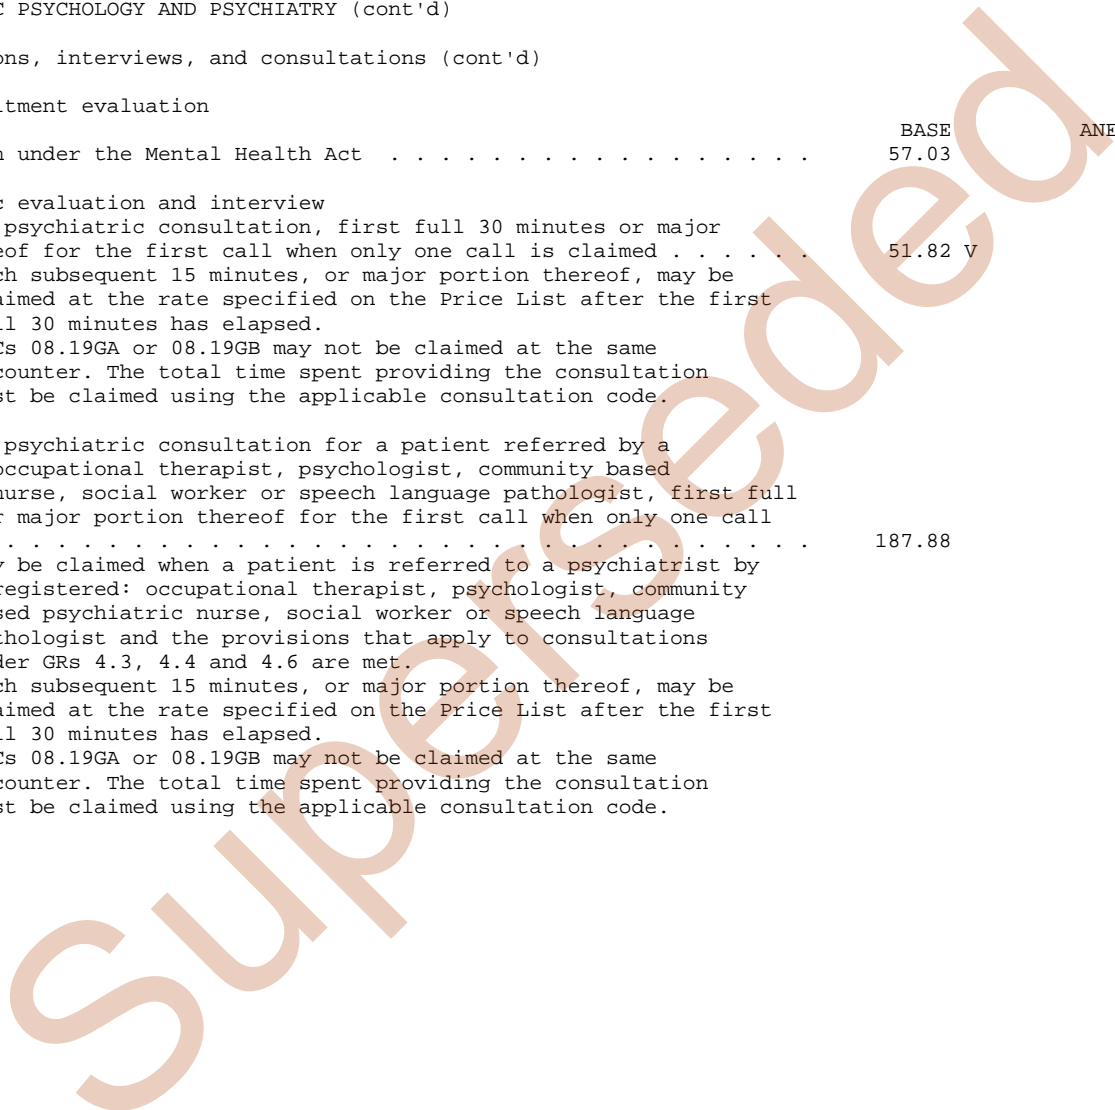 C PSYCHOLOGY AND PSYCHIATRY (cont'd)
ons, interviews, and consultations (cont'd)
itment evaluation
BASE ANE
n under the Mental Health Act . . . . . . . . . . . . . . . . . 57.03
c evaluation and interview
psychiatric consultation, first full 30 minutes or major
eof for the first call when only one call is claimed . . . . . . 51.82 V
ch subsequent 15 minutes, or major portion thereof, may be
aimed at the rate specified on the Price List after the first
ll 30 minutes has elapsed.
Cs 08.19GA or 08.19GB may not be claimed at the same
counter. The total time spent providing the consultation
st be claimed using the applicable consultation code.
psychiatric consultation for a patient referred by a
occupational therapist, psychologist, community based
nurse, social worker or speech language pathologist, first full
r major portion thereof for the first call when only one call
. . . . . . . . . . . . . . . . . . . . . . . . . . . . . . . . 187.88
y be claimed when a patient is referred to a psychiatrist by
registered: occupational therapist, psychologist, community
sed psychiatric nurse, social worker or speech language
thologist and the provisions that apply to consultations
der GRs 4.3, 4.4 and 4.6 are met.
ch subsequent 15 minutes, or major portion thereof, may be
aimed at the rate specified on the Price List after the first
ll 30 minutes has elapsed.
Cs 08.19GA or 08.19GB may not be claimed at the same
counter. The total time spent providing the consultation
st be claimed using the applicable consultation code.
Superseded